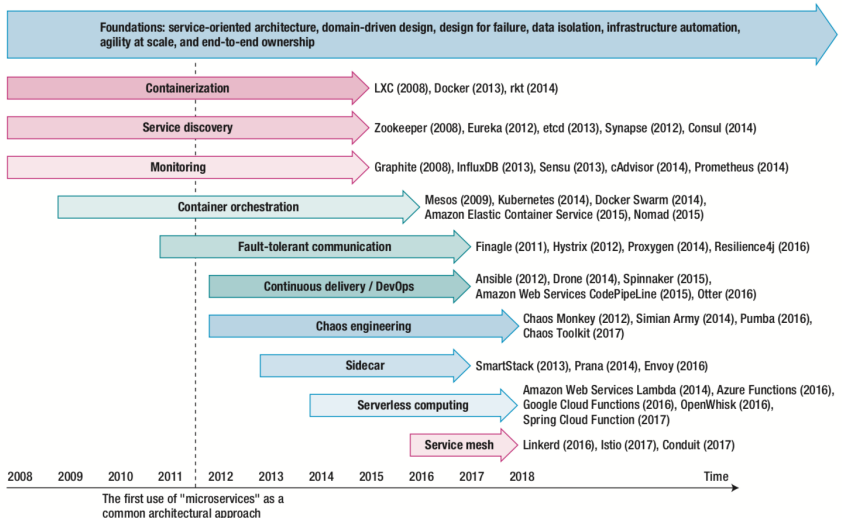 Foundations: service-oriented architecture, domain-driven design, design for failure, data isolation, infrastructure automation,
agility at scale, and end-to-end ownership
Containerization
LXC (2008), Docker (2013), rkt (2014)
Service discovery
Zookeeper (2008), Eureka (2012), etcd (2013), Synapse (2012), Consul (2014)
Monitoring
Graphite (2008), InfluxDB (2013), Sensu (2013), cAdvisor (2014), Prometheus (2014)
Container orchestration
Mesos (2009), Kubernetes (2014), Docker Swarm (2014),
Amazon Elastic Container Service (2015), Nomad (2015)
Fault-tolerant communication
Finagle (2011), Hystrix (2012), Proxygen (2014), Resilience4j (2016)
Continuous delivery / DevOps
Ansible (2012), Drone (2014), Spinnaker (2015),
Amazon Web Services CodePipeLine (2015), Otter (2016)
Chaos engineering
Chaos Monkey (2012), Simian Army (2014), Pumba (2016),
Chaos Toolkit (2017)
Sidecar
SmartStack (2013), Prana (2014), Envoy (2016)
Serverless computing
Amazon Web Services Lambda (2014), Azure Functions (2016),
Google Cloud Functions (2016), OpenWhisk (2016),
Spring Cloud Function (2017)
Service mesh
Linkerd (2016), Istio (2017), Conduit (2017)
2008 2009 2010 2011 2012 2013 2014 2015 2016 2017 2018 Time
The first use of "microservices" as a
common architectural approach